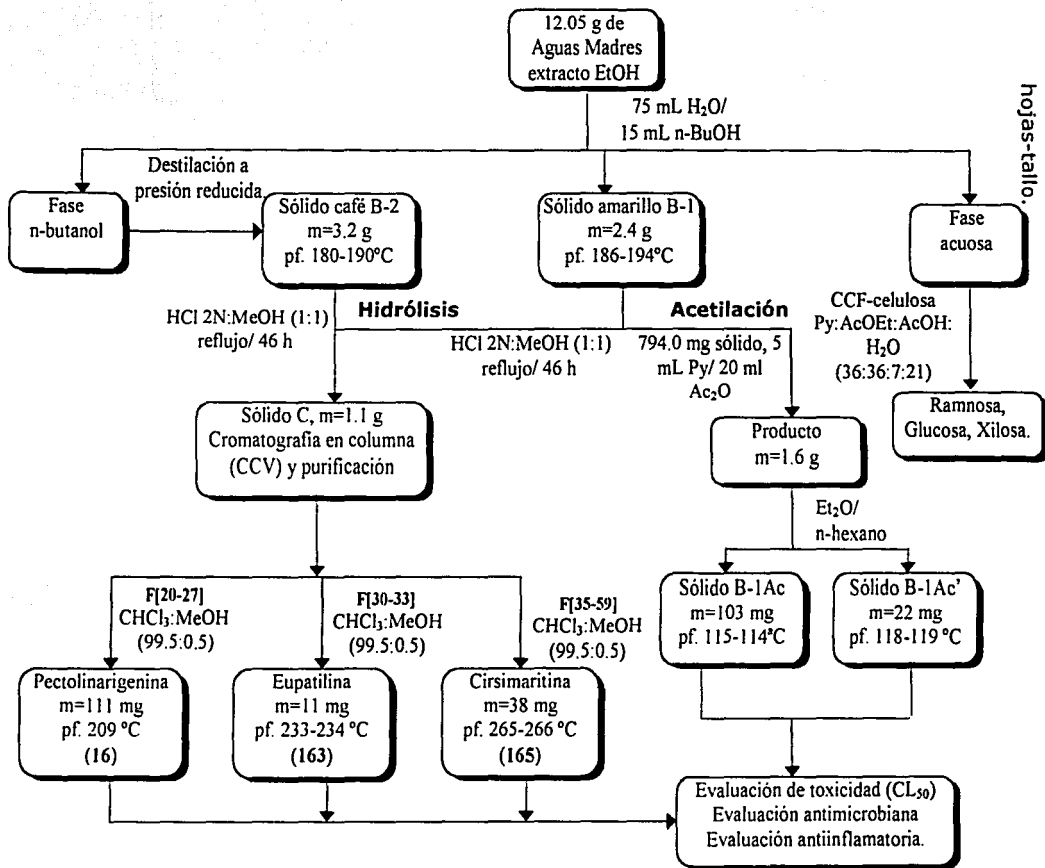 12.05 g de
Aguas Madres
extracto EtOH
hojas-tallo.
75 mL H₂O/
15 mL n-BuOH
Destilación a
presión reducida
Fase
n-butanol
Sólido café B-2
m=3.2 g
pf. 180-190ºC
Sólido amarillo B-1
m=2.4 g
pf. 186-194ºC
Fase
acuosa
HCl 2N:MeOH (1:1)
reflujo/ 46 h
Hidrólisis
HCl 2N:MeOH (1:1)
reflujo/ 46 h
Acetilación
794.0 mg sólido, 5
mL Py/ 20 ml
Ac₂O
CCF-celulosa
Py:AcOEt:AcOH:
H₂O
(36:36:7:21)
Sólido C, m=1.1 g
Cromatografía en columna
(CCV) y purificación
Producto
m=1.6 g
Ramnosa,
Glucosa, Xilosa.
Et₂O/
n-hexano
F[20-27]
CHCl₃:MeOH
(99.5:0.5)
F[30-33]
CHCl₃:MeOH
(99.5:0.5)
F[35-59]
CHCl₃:MeOH
(99.5:0.5)
Sólido B-1Ac
m=103 mg
pf. 115-114ºC
Sólido B-1Ac'
m=22 mg
pf. 118-119 ºC
Pectolinarigenina
m=111 mg
pf. 209 ºC
(16)
Eupatilina
m=11 mg
pf. 233-234 ºC
(163)
Cirsimaritina
m=38 mg
pf. 265-266 ºC
(165)
Evaluación de toxicidad (CL₅₀)
Evaluación antimicrobiana
Evaluación antiinflamatoria.